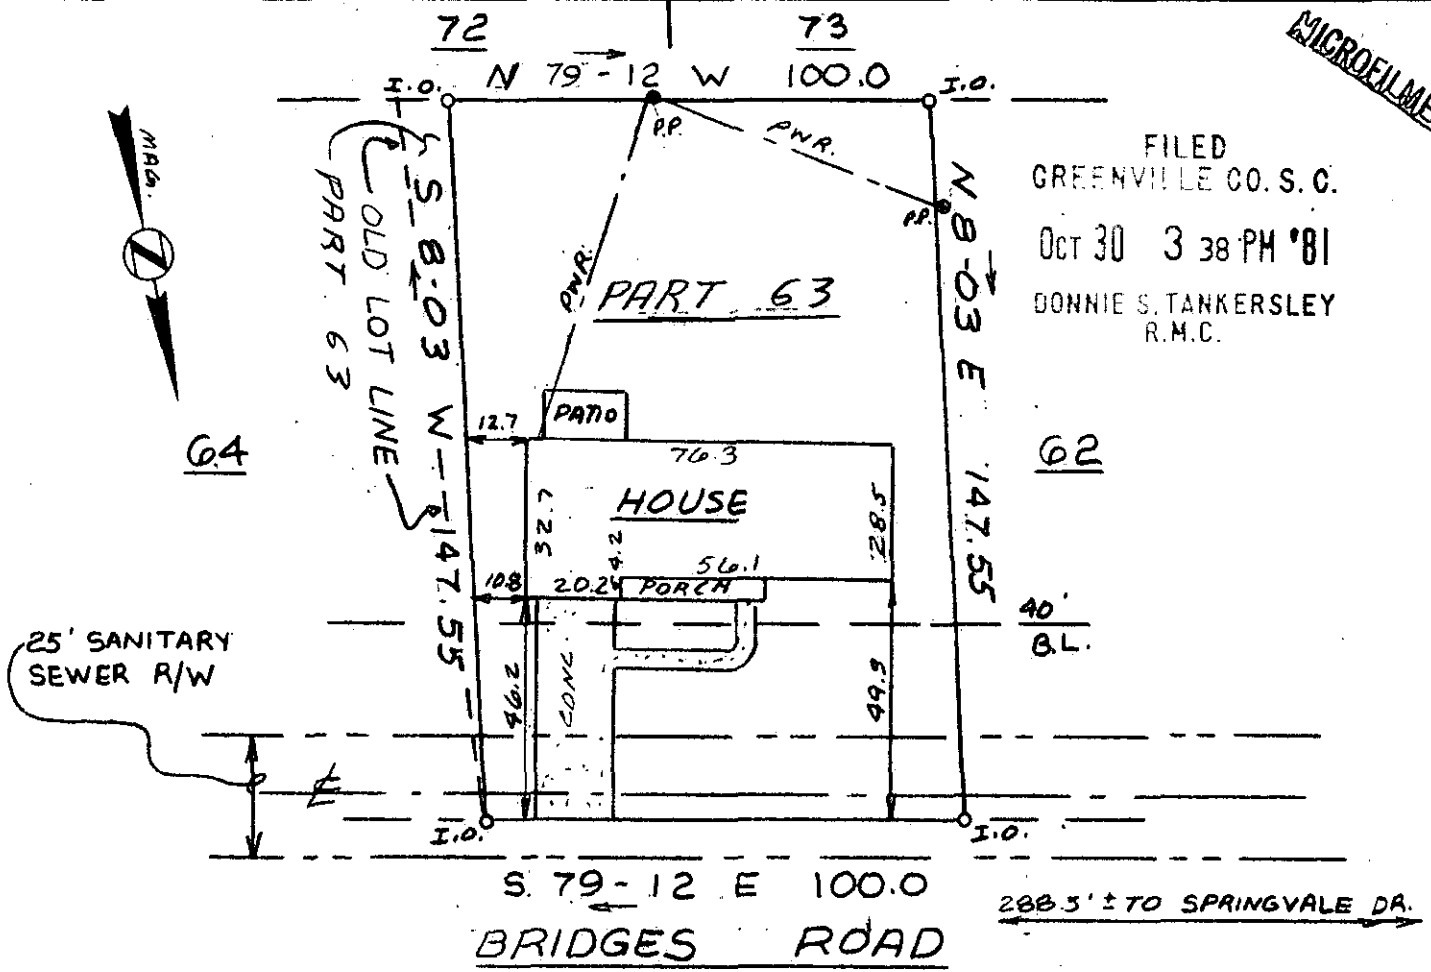 72
73
MICROFILME
N 79-12 W 100.0
I.O.
I.O.
P.P.
PWR.
MAG.
FILED
GREENVILLE CO. S. C.
OCT 30 3 38 PM '81
DONNIE S. TANKERSLEY
R.M.C.
S 8-03 W 147.55
OLD LOT LINE
PART 63
N 8-03 E 147.55
P.P.
PWR.
PART 63
64
62
12.7
PATIO
76.3
HOUSE
32.7
4.2
28.5
56.1
10.8
20.2
PORCH
40'
B.L.
25' SANITARY
SEWER R/W
46.2
CONC
49.9
℄
I.O.
I.O.
S. 79-12 E 100.0
288.5' ± TO SPRINGVALE DR.
BRIDGES ROAD